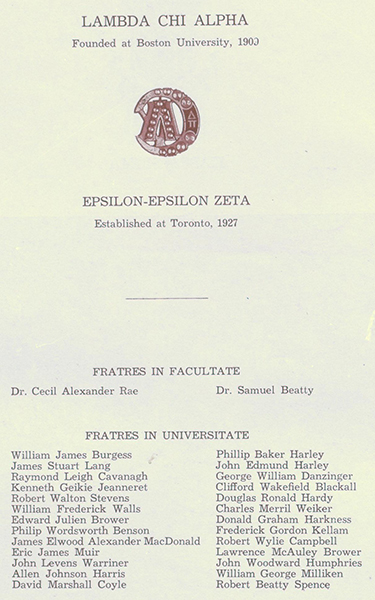 LAMBDA CHI ALPHA
Founded at Boston University, 1909
EPSILON-EPSILON ZETA
Established at Toronto, 1927
FRATRES IN FACULTATE
Dr. Cecil Alexander Rae
Dr. Samuel Beatty
FRATRES IN UNIVERSITATE
William James Burgess
James Stuart Lang
Raymond Leigh Cavanagh
Kenneth Geikie Jeanneret
Robert Walton Stevens
William Frederick Walls
Edward Julien Brower
Philip Wordsworth Benson
James Elwood Alexander MacDonald
Eric James Muir
John Levens Warriner
Allen Johnson Harris
David Marshall Coyle
Phillip Baker Harley
John Edmund Harley
George William Danzinger
Clifford Wakefield Blackall
Douglas Ronald Hardy
Charles Merril Weiker
Donald Graham Harkness
Frederick Gordon Kellam
Robert Wylie Campbell
Lawrence McAuley Brower
John Woodward Humphries
William George Milliken
Robert Beatty Spence